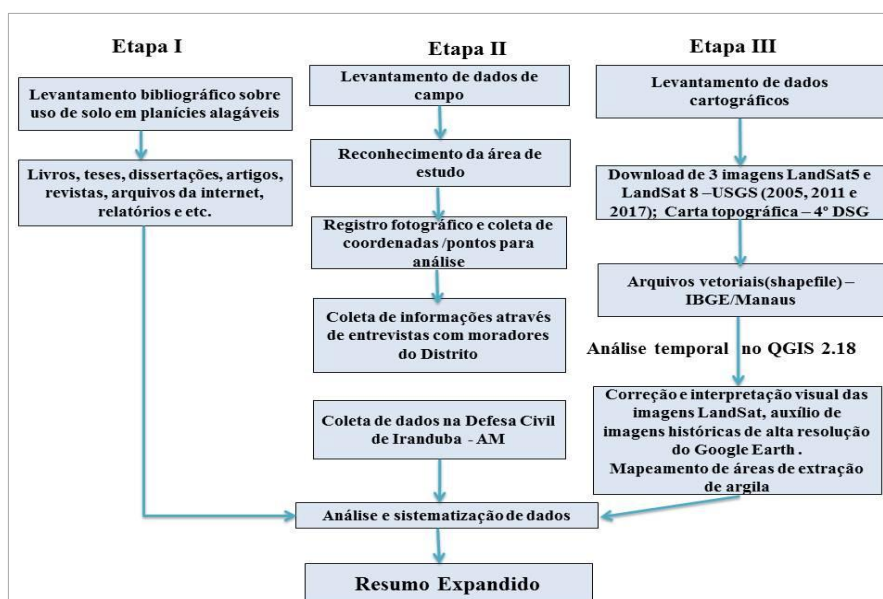 Etapa I
Levantamento bibliográfico sobre
uso de solo em planícies alagáveis
Livros, teses, dissertações, artigos,
revistas, arquivos da internet,
relatórios e etc.
Etapa II
Levantamento de dados de
campo
Reconhecimento da área de
estudo
Registro fotográfico e coleta de
coordenadas /pontos para
análise
Coleta de informações através
de entrevistas com moradores
do Distrito
Coleta de dados na Defesa Civil
de Iranduba - AM
Etapa III
Levantamento de dados
cartográficos
Download de 3 imagens LandSat5 e
LandSat 8 –USGS (2005, 2011 e
2017); Carta topográfica – 4º DSG
Arquivos vetoriais(shapefile) –
IBGE/Manaus
Análise temporal no QGIS 2.18
Correção e interpretação visual das
imagens LandSat, auxílio de
imagens históricas de alta resolução
do Google Earth .
Mapeamento de áreas de extração
de argila
Análise e sistematização de dados
Resumo Expandido